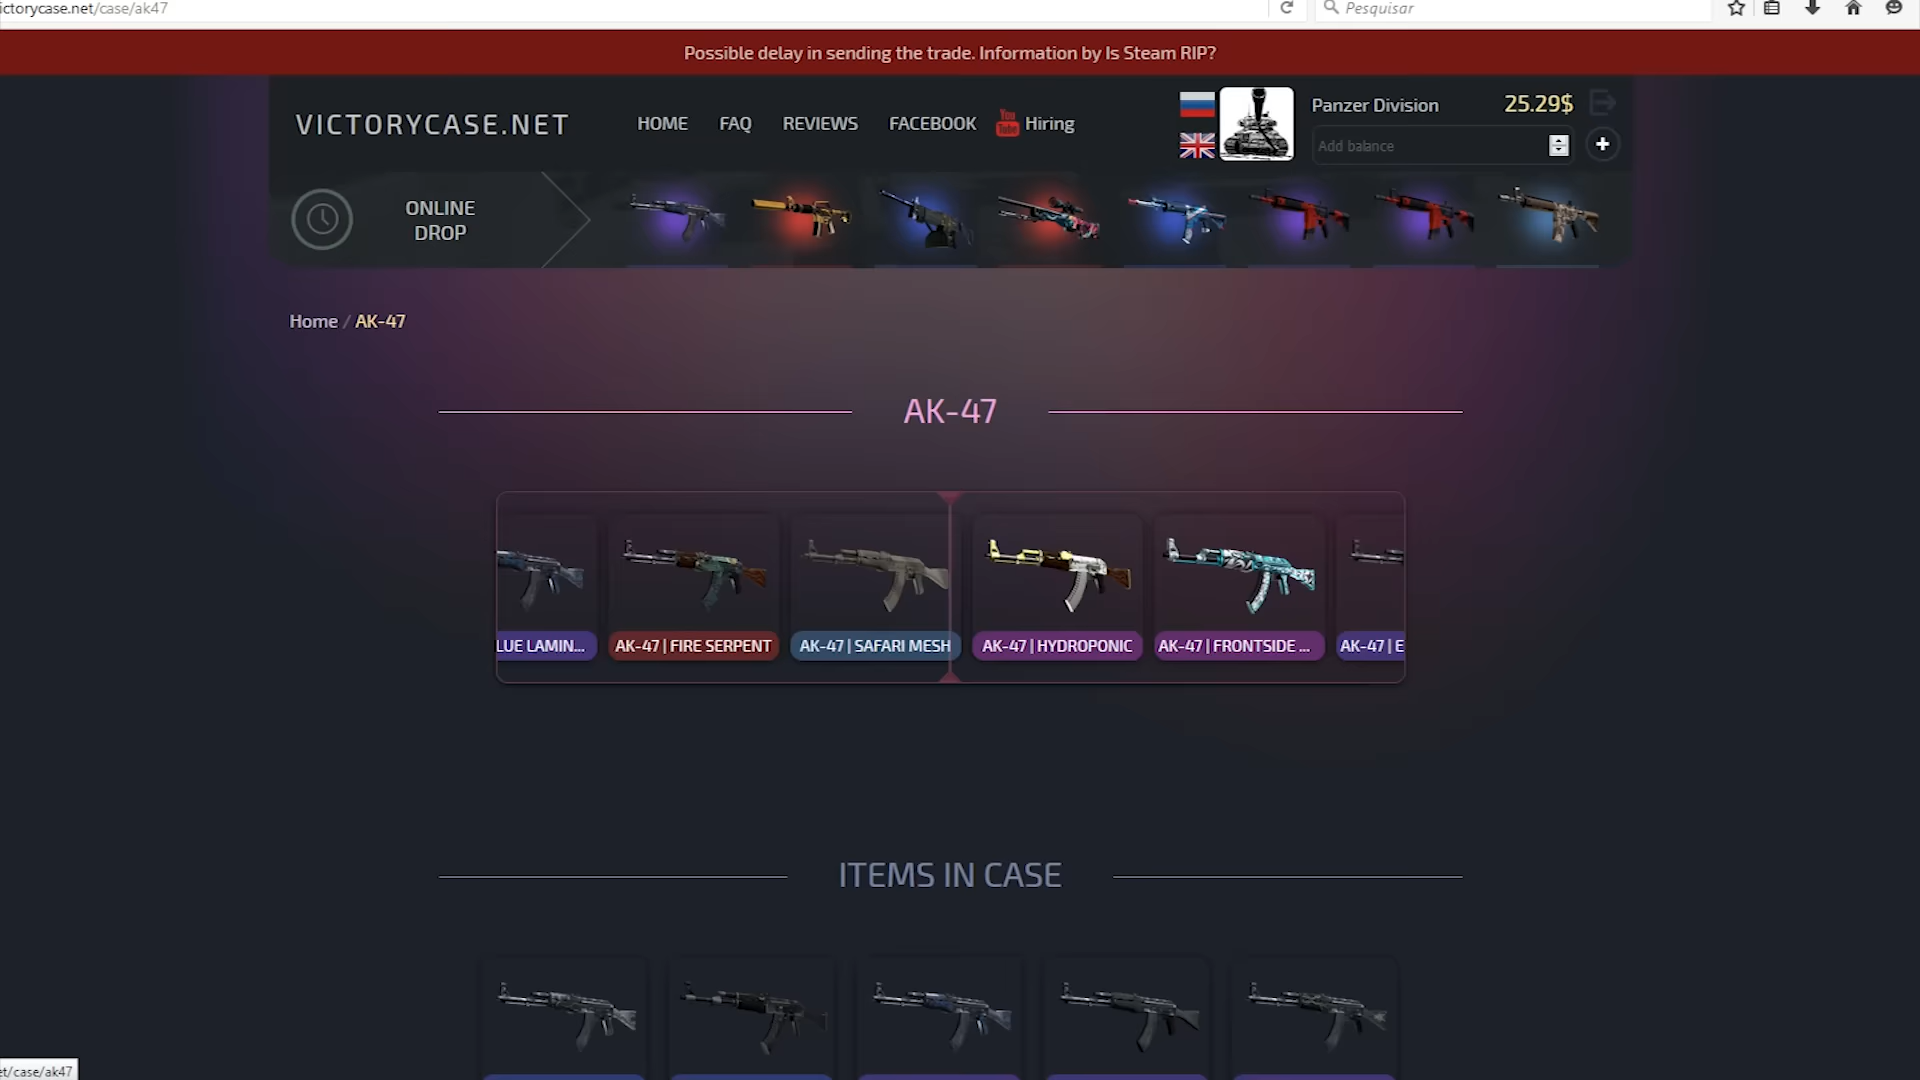 ictorycase.net/case/ak47
Pesquisar
Possible delay in sending the trade. Information by Is Steam RIP?
VICTORYCASE.NET
HOME
FAQ
REVIEWS
FACEBOOK
You
Tube
Hiring
Panzer Division
25.29$
Add balance
ONLINE
DROP
Home / AK-47
AK-47
LUE LAMIN...
AK-47 | FIRE SERPENT
AK-47 | SAFARI MESH
AK-47 | HYDROPONIC
AK-47 | FRONTSIDE ...
AK-47 | E
ITEMS IN CASE
et/case/ak47